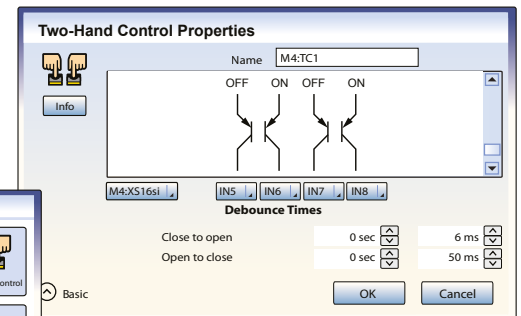 Two-Hand Control Properties
Name M4:TC1
Info
OFF ON OFF ON
M4:XS16si IN5 IN6 IN7 IN8
Debounce Times
Close to open 0 sec 6 ms
Open to close 0 sec 50 ms
ontrol
Basic OK Cancel